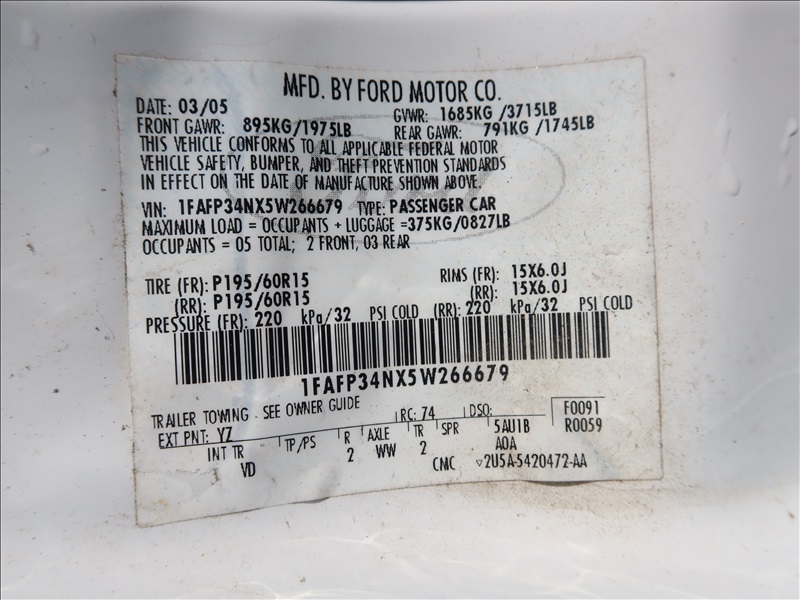 MFD. BY FORD MOTOR CO.
DATE: 03/05 GVWR: 1685KG /3715LB
FRONT GAWR: 895KG/1975LB REAR GAWR: 791KG /1745LB
THIS VEHICLE CONFORMS TO ALL APPLICABLE FEDERAL MOTOR
VEHICLE SAFETY, BUMPER, AND THEFT PREVENTION STANDARDS
IN EFFECT ON THE DATE OF MANUFACTURE SHOWN ABOVE.
VIN: 1FAFP34NX5W266679 TYPE: PASSENGER CAR
MAXIMUM LOAD = OCCUPANTS + LUGGAGE =375KG/0827LB
OCCUPANTS = 05 TOTAL; 2 FRONT, 03 REAR
TIRE (FR): P195/60R15 RIMS (FR): 15X6.0J
(RR): P195/60R15 (RR): 15X6.0J
PRESSURE (FR): 220 kPa/32 PSI COLD (RR): 220 kPa/32 PSI COLD
1FAFP34NX5W266679
TRAILER TOWING - SEE OWNER GUIDE
EXT PNT: YZ RC: 74 DSO: F0091
R0059
INT TR TP/PS R AXLE TR SPR 5AU1B
VD 2 WW 2 AOA
CMC ▽2U5A-5420472-AA